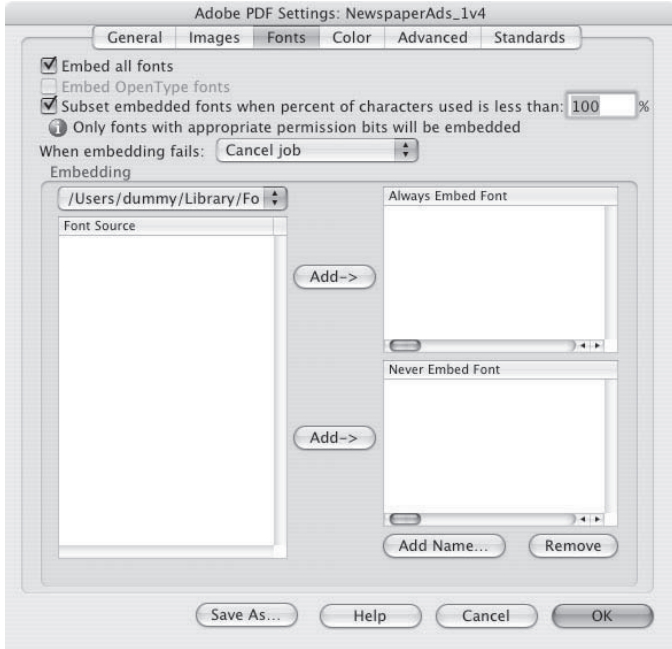 Adobe PDF Settings: NewspaperAds_1v4
General Images Fonts Color Advanced Standards
Embed all fonts
Embed OpenType fonts
Subset embedded fonts when percent of characters used is less than: 100 %
Only fonts with appropriate permission bits will be embedded
When embedding fails: Cancel job
Embedding
/Users/dummy/Library/Fo
Font Source
Add->
Always Embed Font
Never Embed Font
Add->
Add Name... Remove
Save As... Help Cancel OK